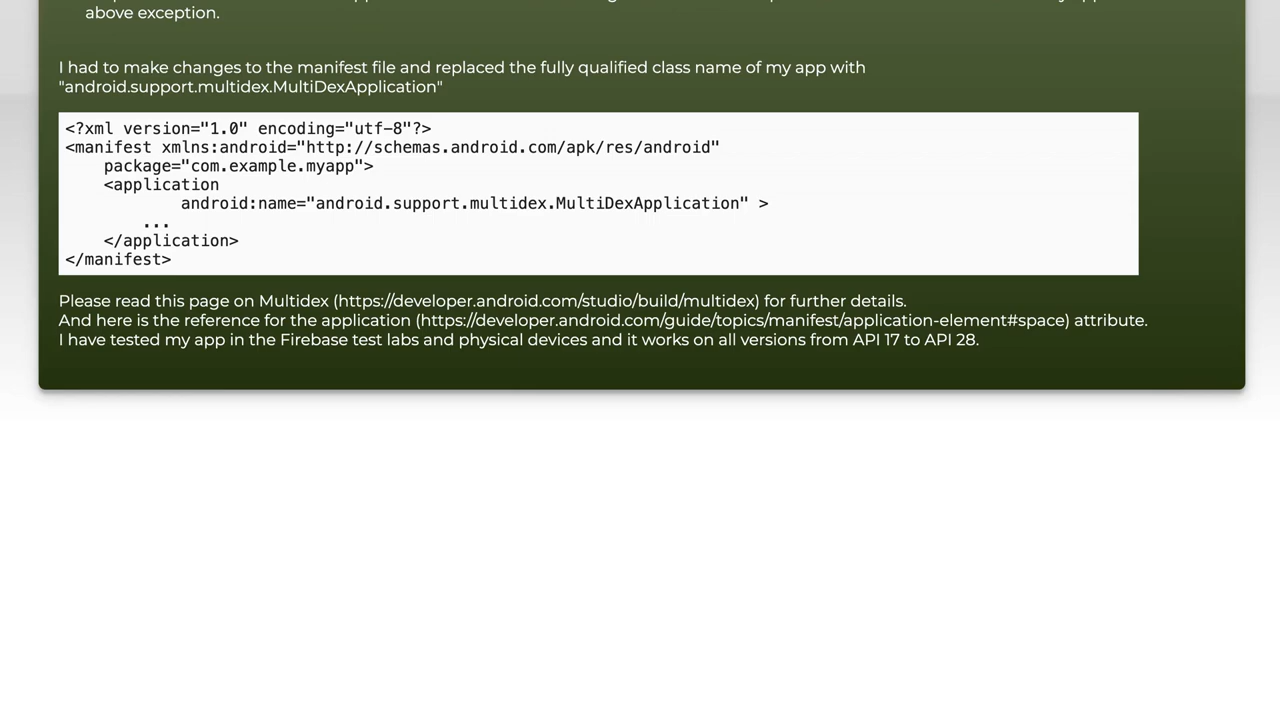 above exception.
I had to make changes to the manifest file and replaced the fully qualified class name of my app with
"android.support.multidex.MultiDexApplication"
<?xml version="1.0" encoding="utf-8"?>
<manifest xmlns:android="http://schemas.android.com/apk/res/android"
    package="com.example.myapp">
    <application
            android:name="android.support.multidex.MultiDexApplication" >
        ...
    </application>
</manifest>
Please read this page on Multidex (https://developer.android.com/studio/build/multidex) for further details.
And here is the reference for the application (https://developer.android.com/guide/topics/manifest/application-element#space) attribute.
I have tested my app in the Firebase test labs and physical devices and it works on all versions from API 17 to API 28.